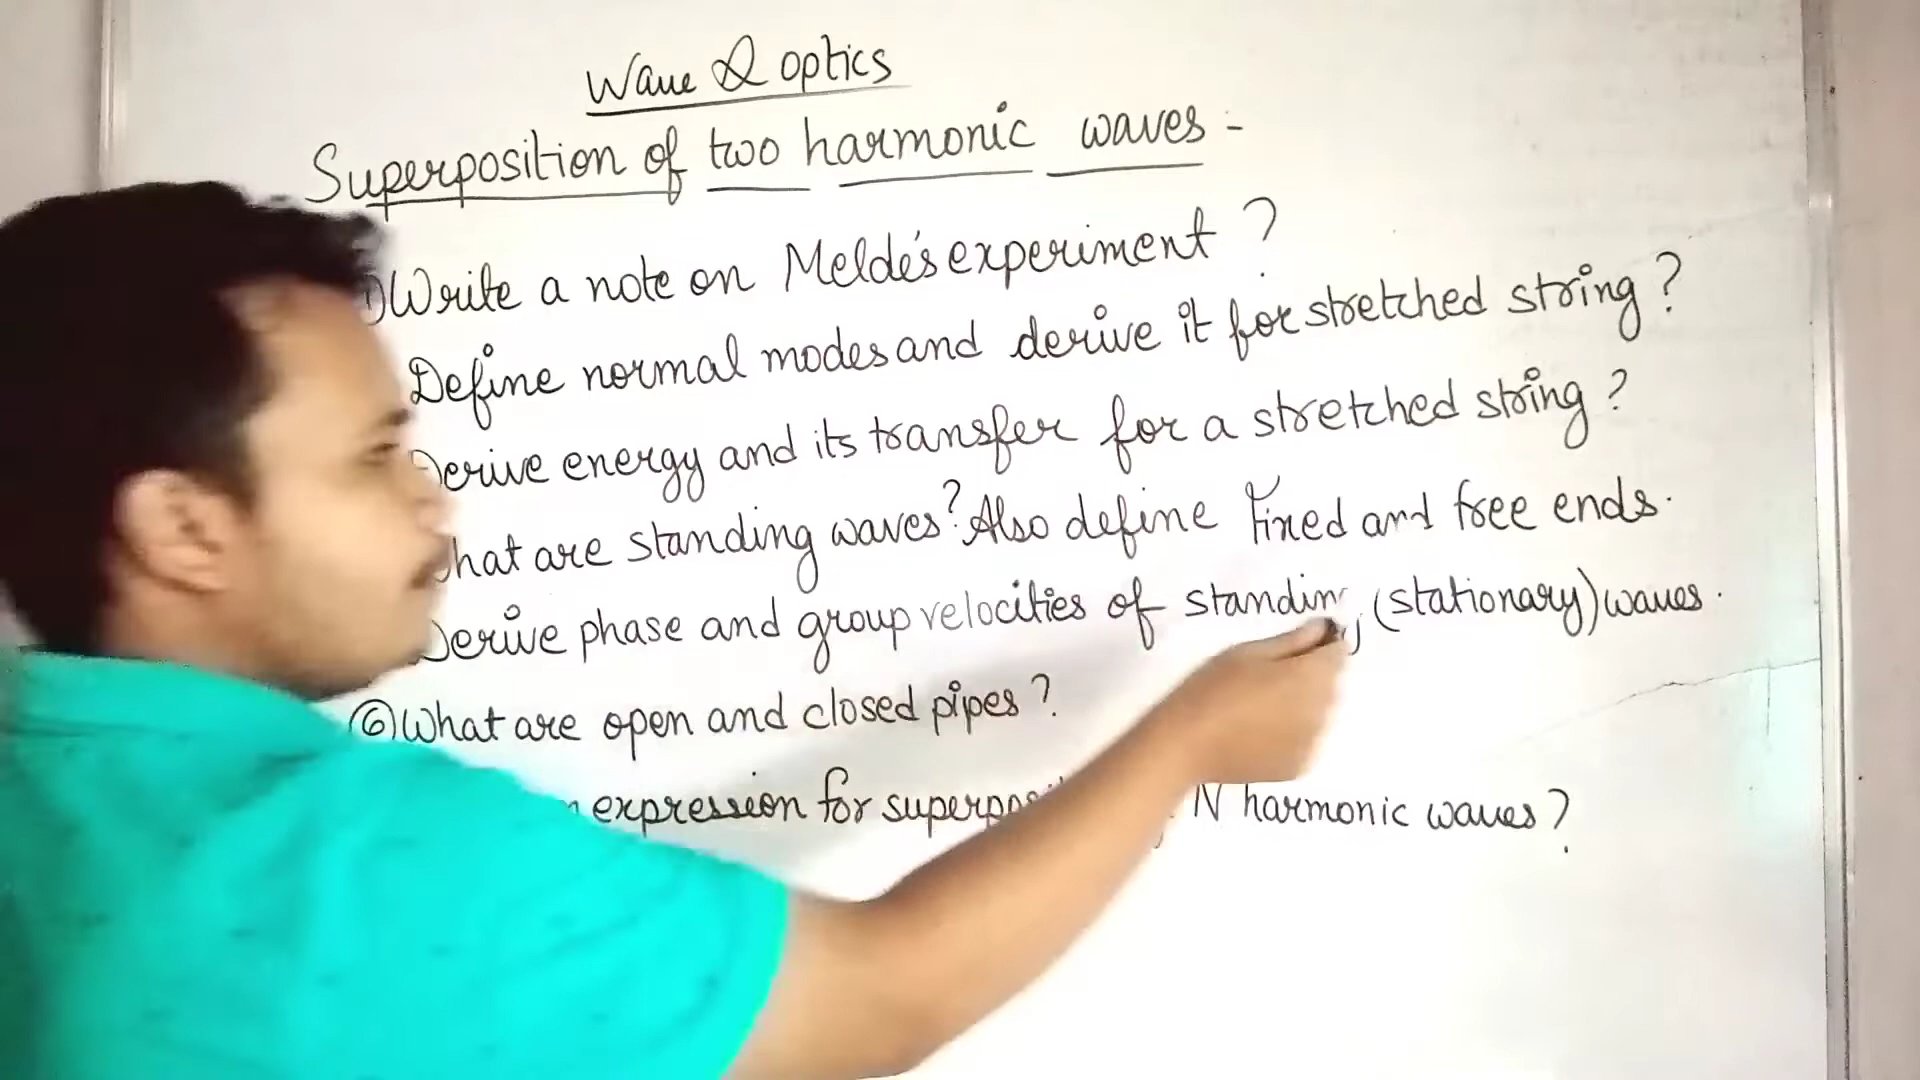 Wave & optics
Superposition of two harmonic waves -
Write a note on Melde's experiment ?
Define normal modes and derive it for stretched string ?
Derive energy and its transfer for a stretched string ?
What are standing waves? Also define Fixed and free ends.
Derive phase and group velocities of standing (stationary) waves.
⑥ What are open and closed pipes ?
expression for N harmonic waves ?